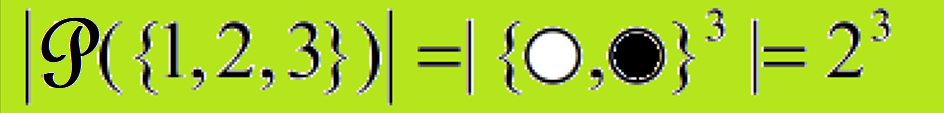 |𝒫({1,2,3})| =| {○,●}³ |= 2³